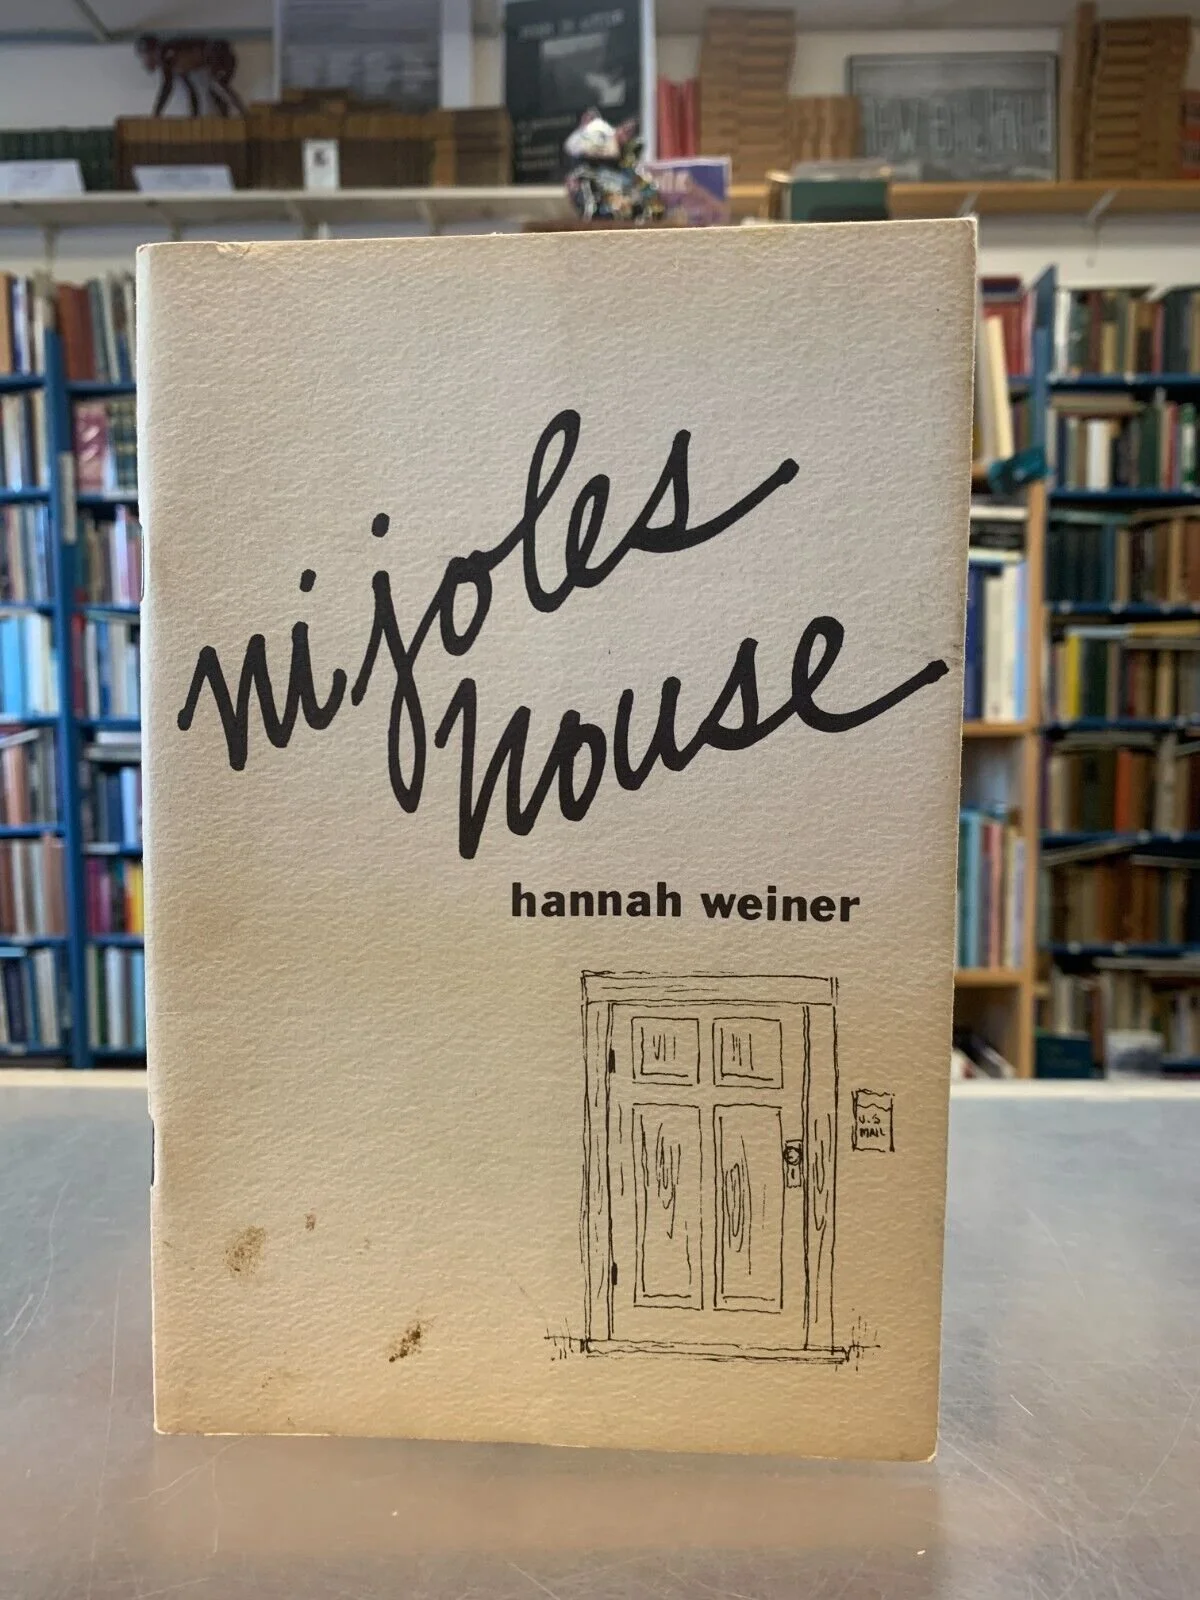 nijoles
house
hannah weiner
U.S
MAIL